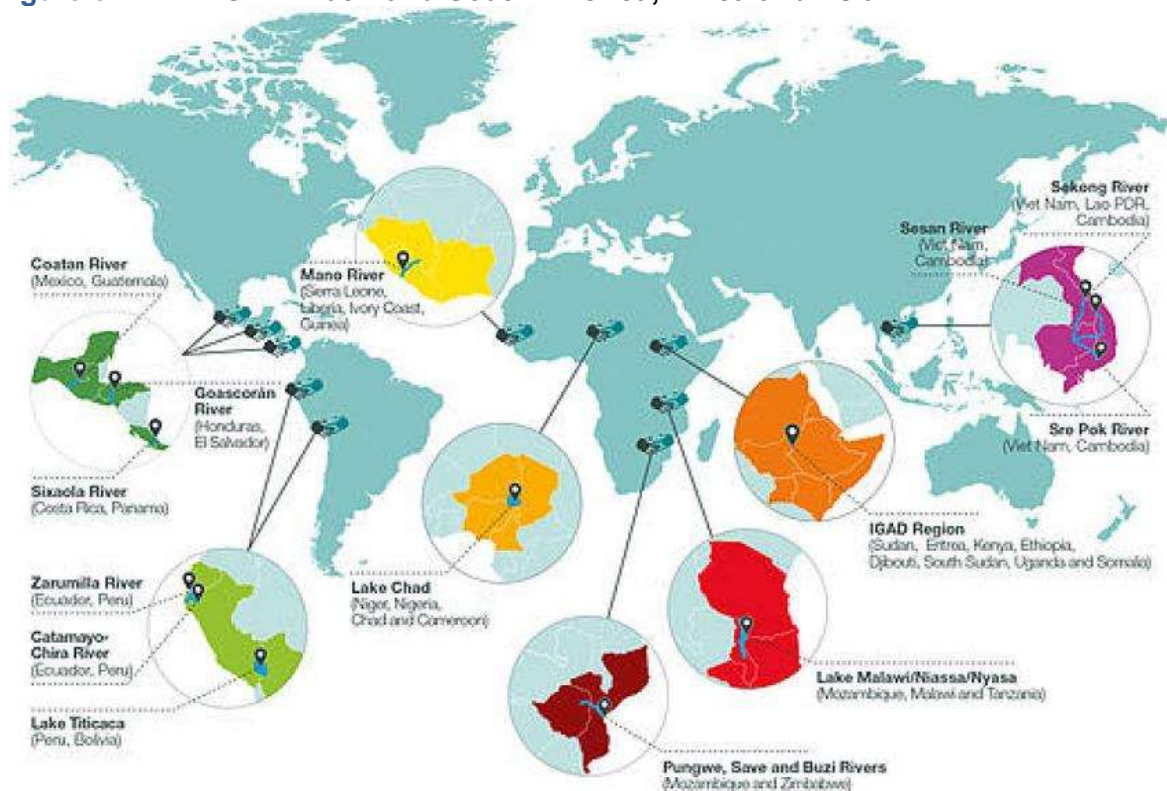 Coatan River
(Mexico, Guatemala)
Goascorán
River
(Honduras,
El Salvador)
Sixaola River
(Costa Rica, Panama)
Zarumilla River
(Ecuador, Peru)
Catamayo-
Chira River
(Ecuador, Peru)
Lake Titicaca
(Peru, Bolivia)
Mano River
(Sierra Leone,
Liberia, Ivory Coast,
Guinea)
Lake Chad
(Niger, Nigeria,
Chad and Cameroon)
Pungwe, Save and Buzi Rivers
(Mozambique and Zimbabwe)
Lake Malawi/Niassa/Nyasa
(Mozambique, Malawi and Tanzania)
IGAD Region
(Sudan, Eritrea, Kenya, Ethiopia,
Djibouti, South Sudan, Uganda and Somalia)
Sekong River
(Viet Nam, Lao PDR,
Cambodia)
Sesan River
(Viet Nam,
Cambodia)
Sre Pok River
(Viet Nam, Cambodia)